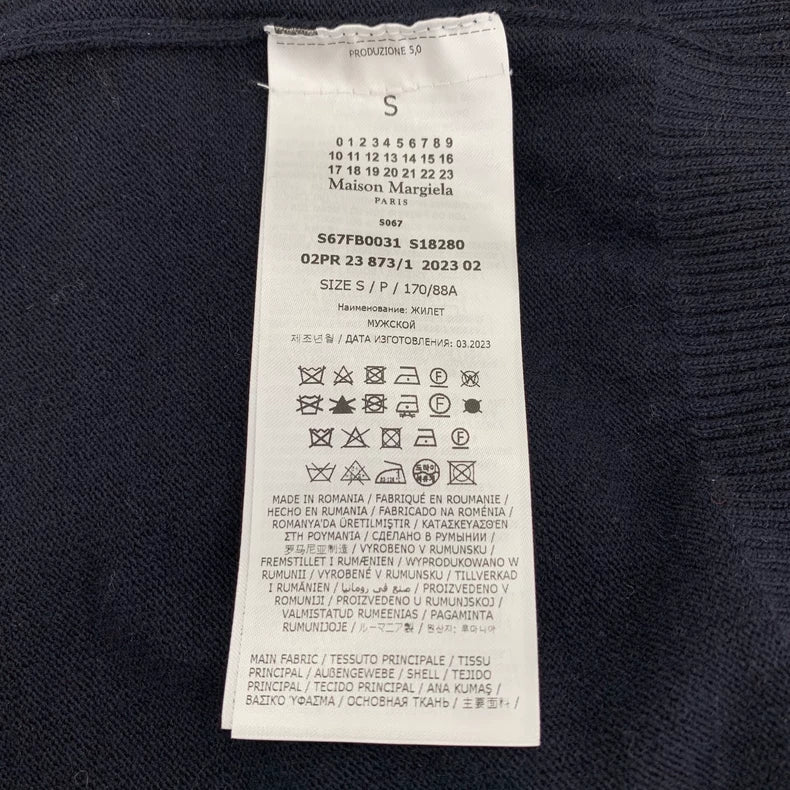 PRODUZIONE 5,0
S
0 1 2 3 4 5 6 7 8 9
10 11 12 13 14 15 16
17 18 19 20 21 22 23
Maison Margiela
PARIS
S067
S67FB0031 S18280
02PR 23 873/1 2023 02
SIZE S / P / 170/88A
Наименование: ЖИЛЕТ
МУЖСКОЙ
제조년월 / ДАТА ИЗГОТОВЛЕНИЯ: 03.2023
F W
F
F
드라이
MADE IN ROMANIA / FABRIQUÉ EN ROUMANIE /
HECHO EN RUMANIA / FABRICADO NA ROMÉNIA /
ROMANYA'DA ÜRETILMIŞTIR / ΚΑΤΑΣΚΕΥΑΣΘΕΝ
ΣΤΗ ΡΟΥΜΑΝΙΑ / СДЕЛАНО В РУМЫНИИ /
罗马尼亚制造 / VYROBENO V RUMUNSKU /
FREMSTILLET I RUMÆNIEN / WYPRODUKOWANO W
RUMUNII / VYROBENÉ V RUMUNSKU / TILLVERKAD
I RUMÄNIEN / صنع في رومانيا / PROIZVEDENO V
ROMUNIJI / PROIZVEDENO U RUMUNJSKOJ /
VALMISTATUD RUMEENIAS / PAGAMINTA
RUMUNIJOJE / ルーマニア製 / 원산지: 루마니아
MAIN FABRIC / TESSUTO PRINCIPALE / TISSU
PRINCIPAL / AUßENGEWEBE / SHELL / TEJIDO
PRINCIPAL / TECIDO PRINCIPAL / ANA KUMAŞ /
ΒΑΣΙΚΌ ΎΦΑΣΜΑ / ОСНОВНАЯ ТКАНЬ / 主要面料 /